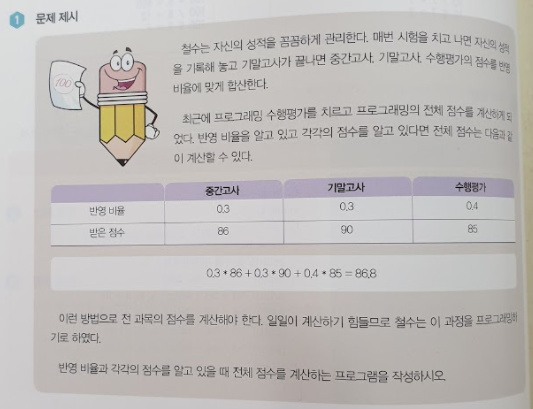 1 문제 제시
철수는 자신의 성적을 꼼꼼하게 관리한다. 매번 시험을 치고 나면 자신의 성적
을 기록해 놓고 기말고사가 끝나면 중간고사, 기말고사, 수행평가의 점수를 반영
비율에 맞게 합산한다.
100
최근에 프로그래밍 수행평가를 치르고 프로그래밍의 전체 점수를 계산하게 되
었다. 반영 비율을 알고 있고 각각의 점수를 알고 있다면 전체 점수는 다음과 같
이 계산할 수 있다.
중간고사 기말고사 수행평가
반영 비율 0.3 0.3 0.4
받은 점수 86 90 85
0.3 * 86 + 0.3 * 90 + 0.4 * 85 = 86.8
이런 방법으로 전 과목의 점수를 계산해야 한다. 일일이 계산하기 힘들므로 철수는 이 과정을 프로그래밍하
기로 하였다.
반영 비율과 각각의 점수를 알고 있을 때 전체 점수를 계산하는 프로그램을 작성하시오.